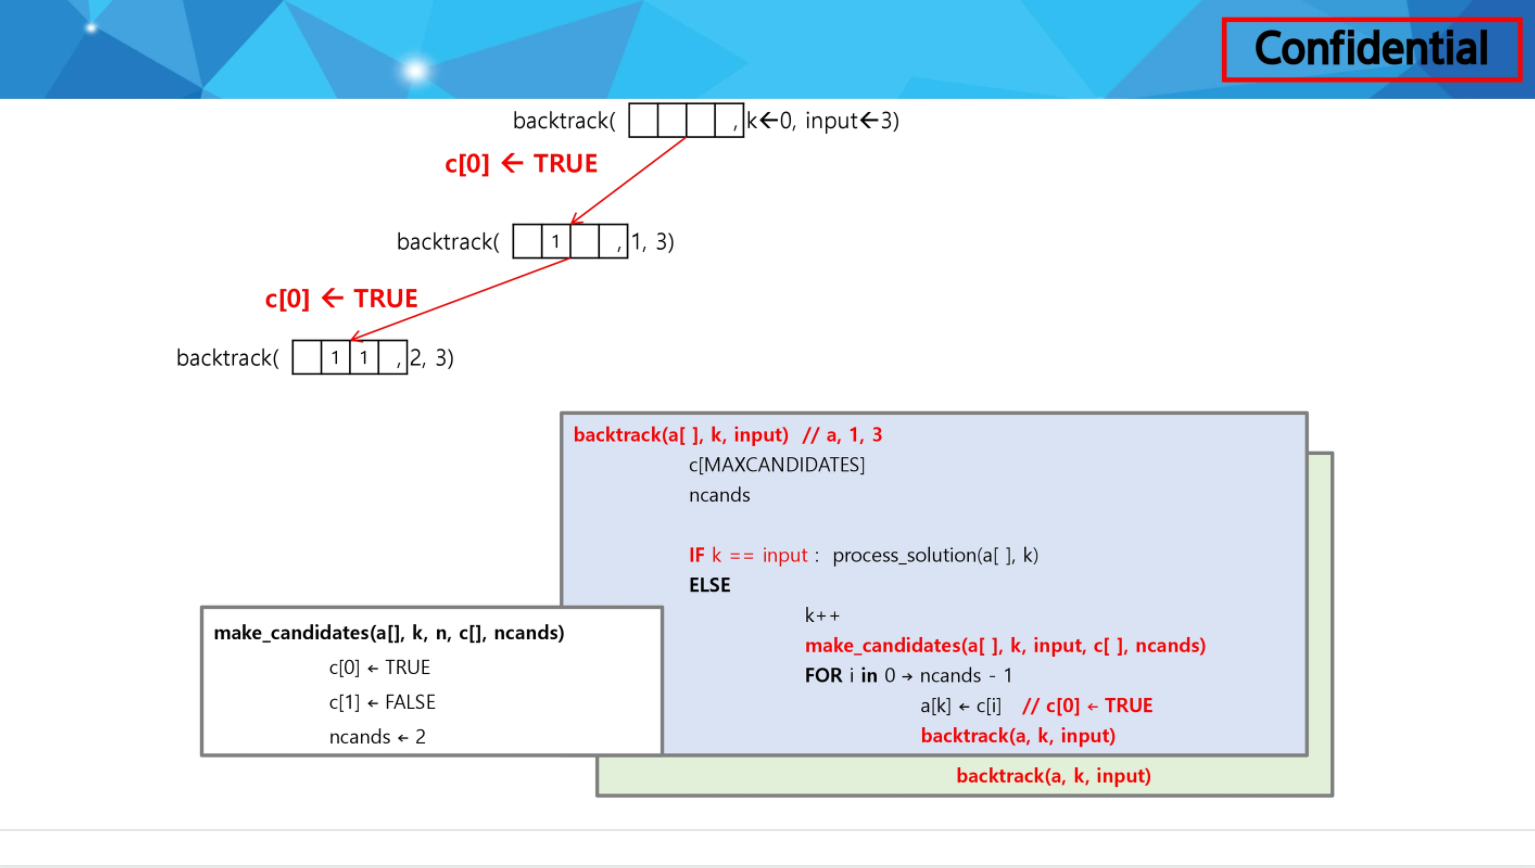 Confidential
backtrack( , k←0, input←3)
c[0] ← TRUE
backtrack( 1 , 1, 3)
c[0] ← TRUE
backtrack( 1 1 , 2, 3)
backtrack(a[ ], k, input) // a, 1, 3
c[MAXCANDIDATES]
ncands
IF k == input : process_solution(a[ ], k)
ELSE
k++
make_candidates(a[ ], k, input, c[ ], ncands)
FOR i in 0 → ncands - 1
a[k] ← c[i] // c[0] ← TRUE
backtrack(a, k, input)
backtrack(a, k, input)
make_candidates(a[], k, n, c[], ncands)
c[0] ← TRUE
c[1] ← FALSE
ncands ← 2